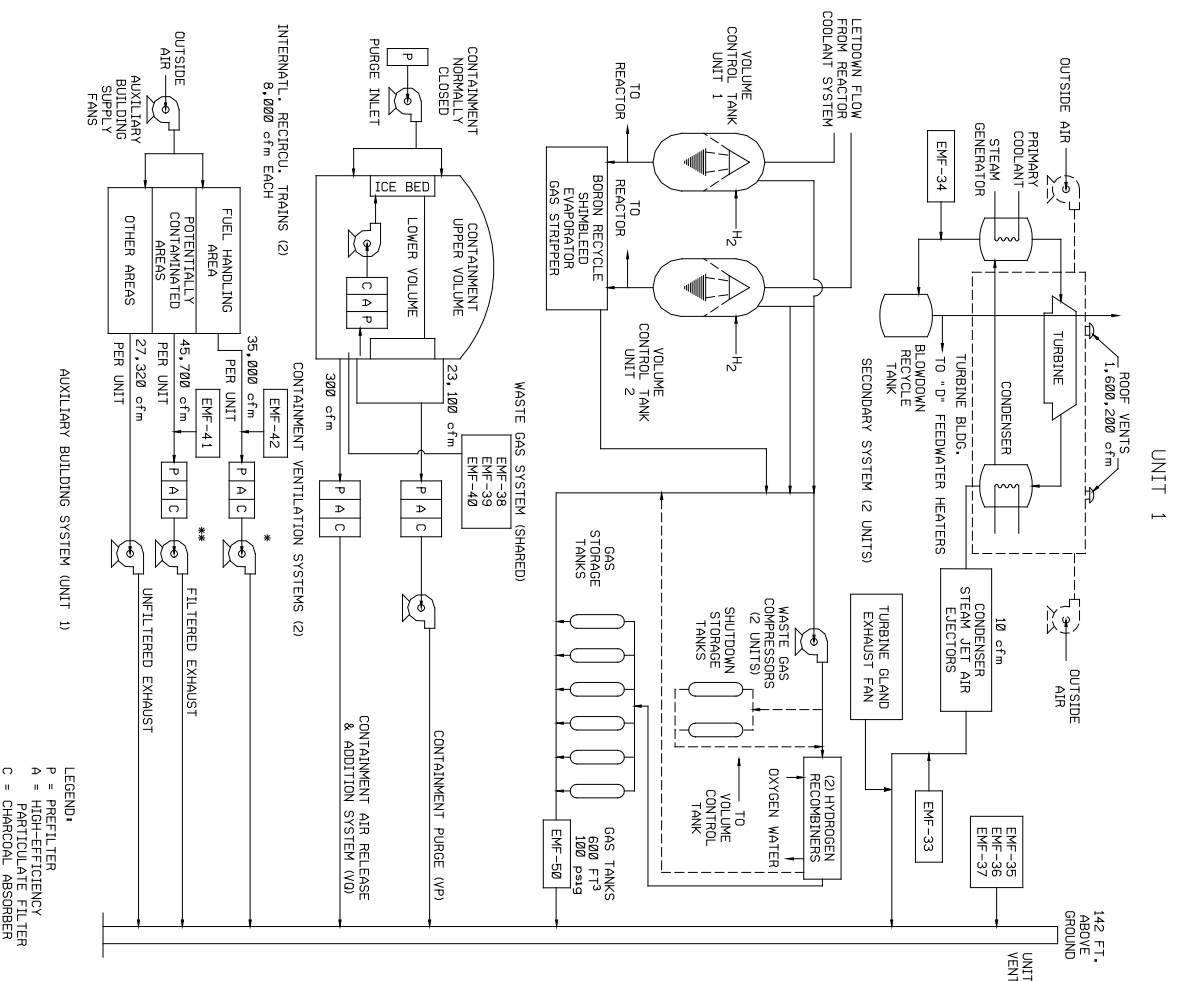 UNIT 1
ROOF VENTS
1,600,200 cfm
OUTSIDE AIR
OUTSIDE
AIR
PRIMARY
COOLANT
STEAM
GENERATOR
TURBINE
CONDENSER
EMF-34
BLOWDOWN
RECYCLE
TANK
TURBINE BLDG.
TO "D" FEEDWATER HEATERS
10 cfm
CONDENSER
STEAM JET AIR
EJECTORS
TURBINE GLAND
EXHAUST FAN
EMF-33
EMF-35
EMF-36
EMF-37
142 FT.
ABOVE
GROUND
UNIT
VENT
SECONDARY SYSTEM (2 UNITS)
LETDOWN FLOW
FROM REACTOR
COOLANT SYSTEM
VOLUME
CONTROL TANK
UNIT 1
H2
H2
VOLUME
CONTROL TANK
UNIT 2
TO
REACTOR
TO
REACTOR
BORON RECYCLE
SHIMBLEED
EVAPORATOR
GAS STRIPPER
WASTE GAS
COMPRESSORS
(2 UNITS)
SHUTDOWN
STORAGE
TANKS
(2) HYDROGEN
RECOMBINERS
OXYGEN WATER
TO
VOLUME
CONTROL
TANK
GAS
STORAGE
TANKS
GAS TANKS
600 FT3
100 psig
EMF-50
WASTE GAS SYSTEM (SHARED)
CONTAINMENT
NORMALLY
CLOSED
P
PURGE INLET
CONTAINMENT
UPPER VOLUME
ICE BED
LOWER VOLUME
C A P
INTERNATL. RECIRCU. TRAINS (2)
8,000 cfm EACH
EMF-38
EMF-39
EMF-40
23,100 cfm
300 cfm
P A C
P A C
CONTAINMENT PURGE (VP)
CONTAINMENT AIR RELEASE
& ADDITION SYSTEM (VQ)
CONTAINMENT VENTILATION SYSTEMS (2)
OUTSIDE
AIR
AUXILIARY
BUILDING
SUPPLY
FANS
FUEL HANDLING
AREA
POTENTIALLY
CONTAMINATED
AREAS
OTHER AREAS
35,000 cfm
PER UNIT
45,700 cfm
PER UNIT
27,320 cfm
PER UNIT
EMF-42
EMF-41
P A C
P A C
*
**
FILTERED EXHAUST
UNFILTERED EXHAUST
AUXILIARY BUILDING SYSTEM (UNIT 1)
LEGEND:
P = PREFILTER
A = HIGH-EFFICIENCY
PARTICULATE FILTER
C = CHARCOAL ABSORBER